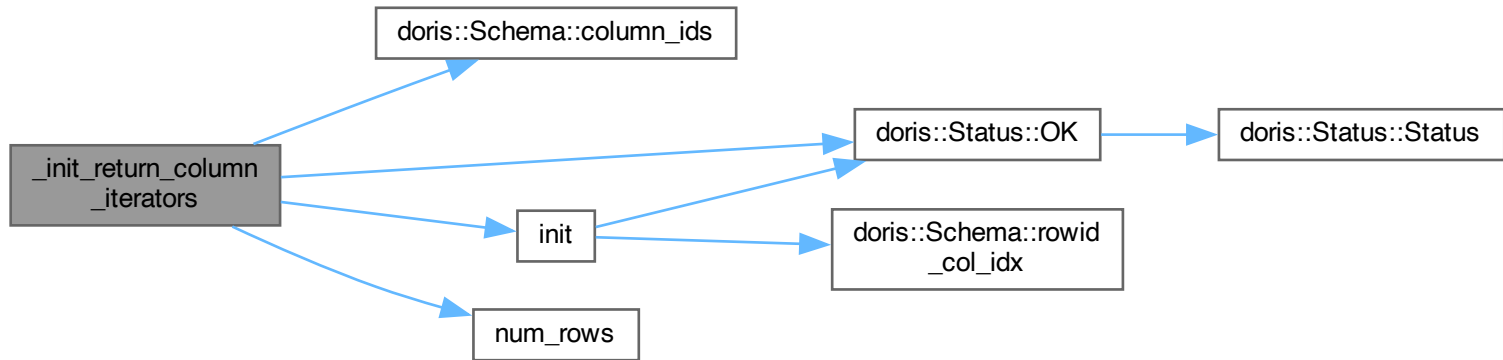 doris::Schema::column_ids
doris::Status::OK
doris::Status::Status
_init_return_column
_iterators
init
doris::Schema::rowid
_col_idx
num_rows